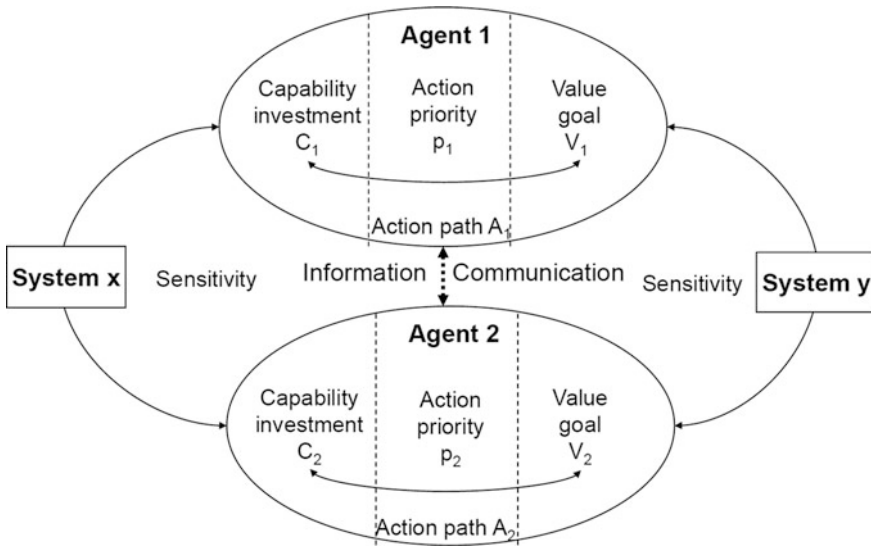 Agent 1
Capability investment C₁
Action priority p₁
Value goal V₁
Action path A₁
System x
Sensitivity
Information
Communication
Sensitivity
System y
Agent 2
Capability investment C₂
Action priority p₂
Value goal V₂
Action path A₂